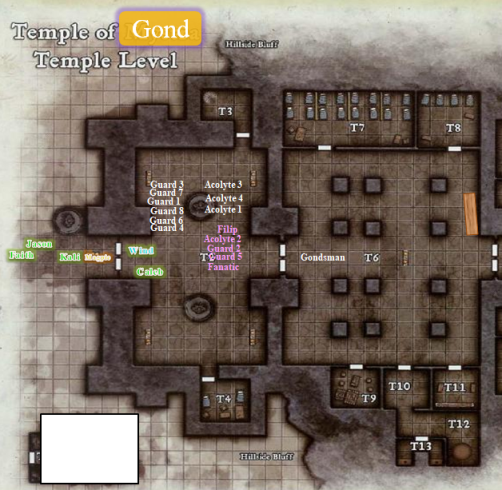 Temple of Gond
Temple Level
Hillside Bluff
T3
T7
T8
Guard 3
Acolyte 3
Guard 7
Guard 1
Acolyte 4
Guard 8
Acolyte 1
Guard 6
Guard 4
Filip
Acolyte 2
Jason
Guard 2
Faith
Kali
Magpie
Wind
T2
Guard 5
Gondsman
T6
Caleb
Fanatic
T4
T9
T10
T11
T12
T13
Hillside Bluff